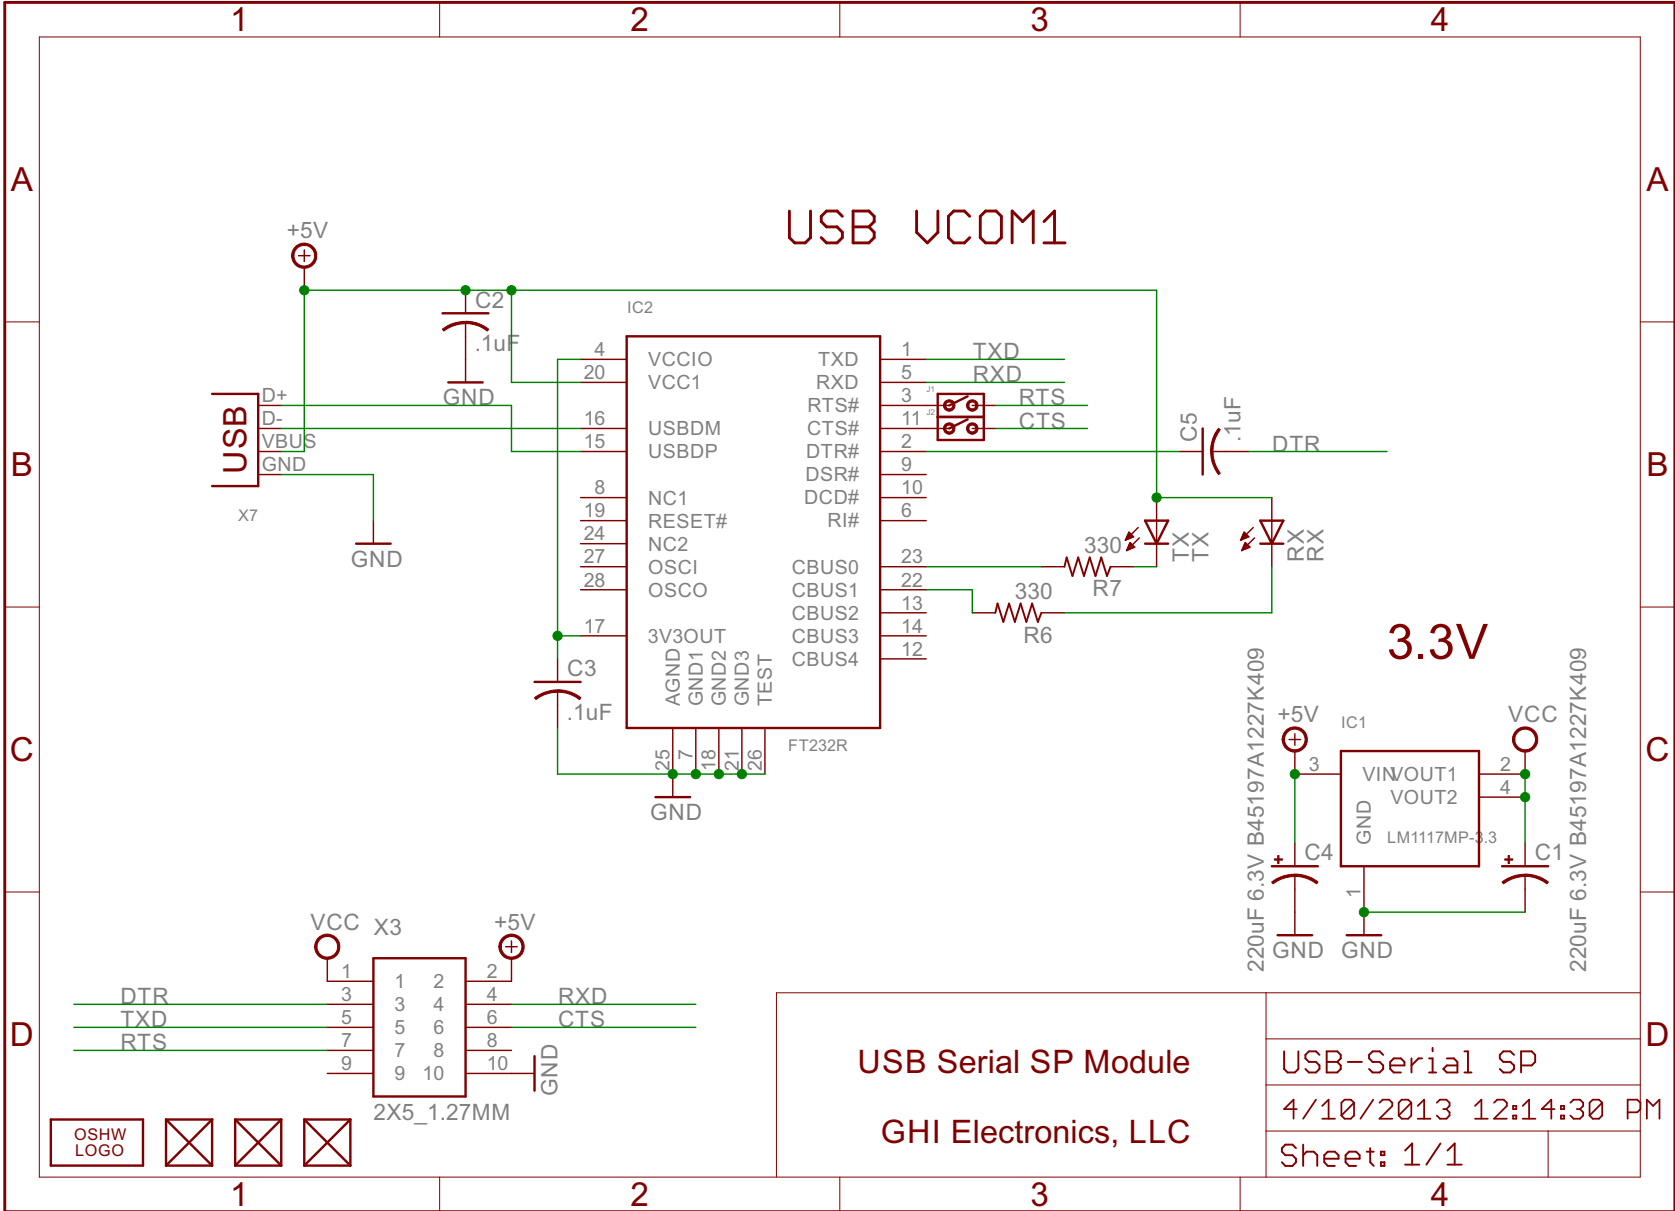 1 2 3 4
A A
USB VCOM1
+5V
C2
.1uF
GND
IC2
4 VCCIO TXD 1 TXD
20 VCC1 RXD 5 RXD
RTS# 3 J1 RTS
16 USBDM CTS# 11 J2 CTS
15 USBDP DTR# 2
DSR# 9
8 NC1 DCD# 10
19 RESET# RI# 6
24 NC2
27 OSCI CBUS0 23
28 OSCO CBUS1 22
CBUS2 13
17 3V3OUT CBUS3 14
CBUS4 12
AGND GND1 GND2 GND3 TEST
25 7 18 21 26
FT232R
GND
C3
.1uF
B B
USB
D+
D-
VBUS
GND
X7
GND
C5 .1uF DTR
TX TX
RX RX
330
R7
330
R6
C C
3.3V
220uF 6.3V B45197A1227K409
220uF 6.3V B45197A1227K409
+5V IC1 VCC
3 VIN VOUT1 2
VOUT2 4
GND
LM1117MP-3.3
1
C4 C1
GND GND
D D
VCC X3 +5V
1 1 2 2
DTR 3 3 4 4 RXD
TXD 5 5 6 6 CTS
RTS 7 7 8 8
9 9 10 10 GND
2X5_1.27MM
OSHW
LOGO
USB Serial SP Module
GHI Electronics, LLC
USB-Serial SP
4/10/2013 12:14:30 PM
Sheet: 1/1
1 2 3 4